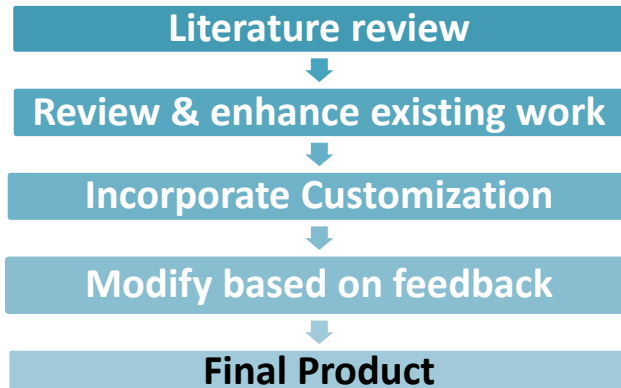 Literature review
Review & enhance existing work
Incorporate Customization
Modify based on feedback
Final Product